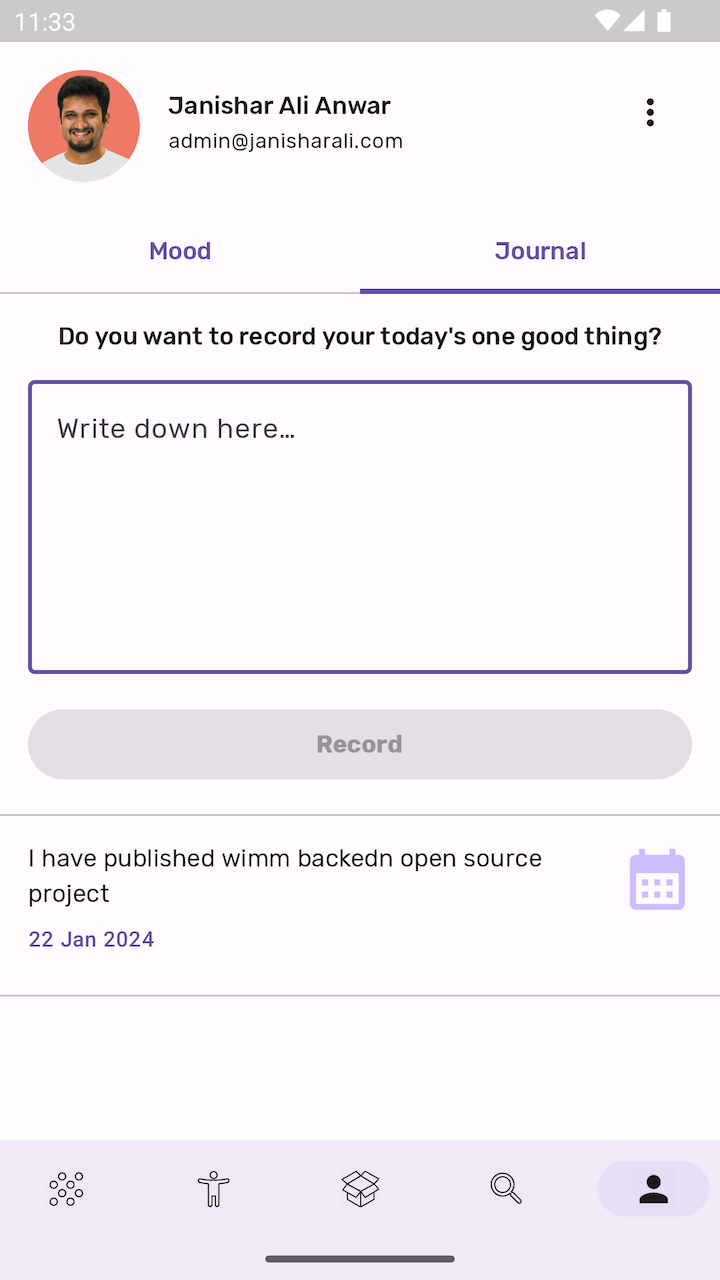 11:33
Janishar Ali Anwar
admin@janisharali.com
Mood
Journal
Do you want to record your today's one good thing?
Write down here…
Record
I have published wimm backedn open source
project
22 Jan 2024